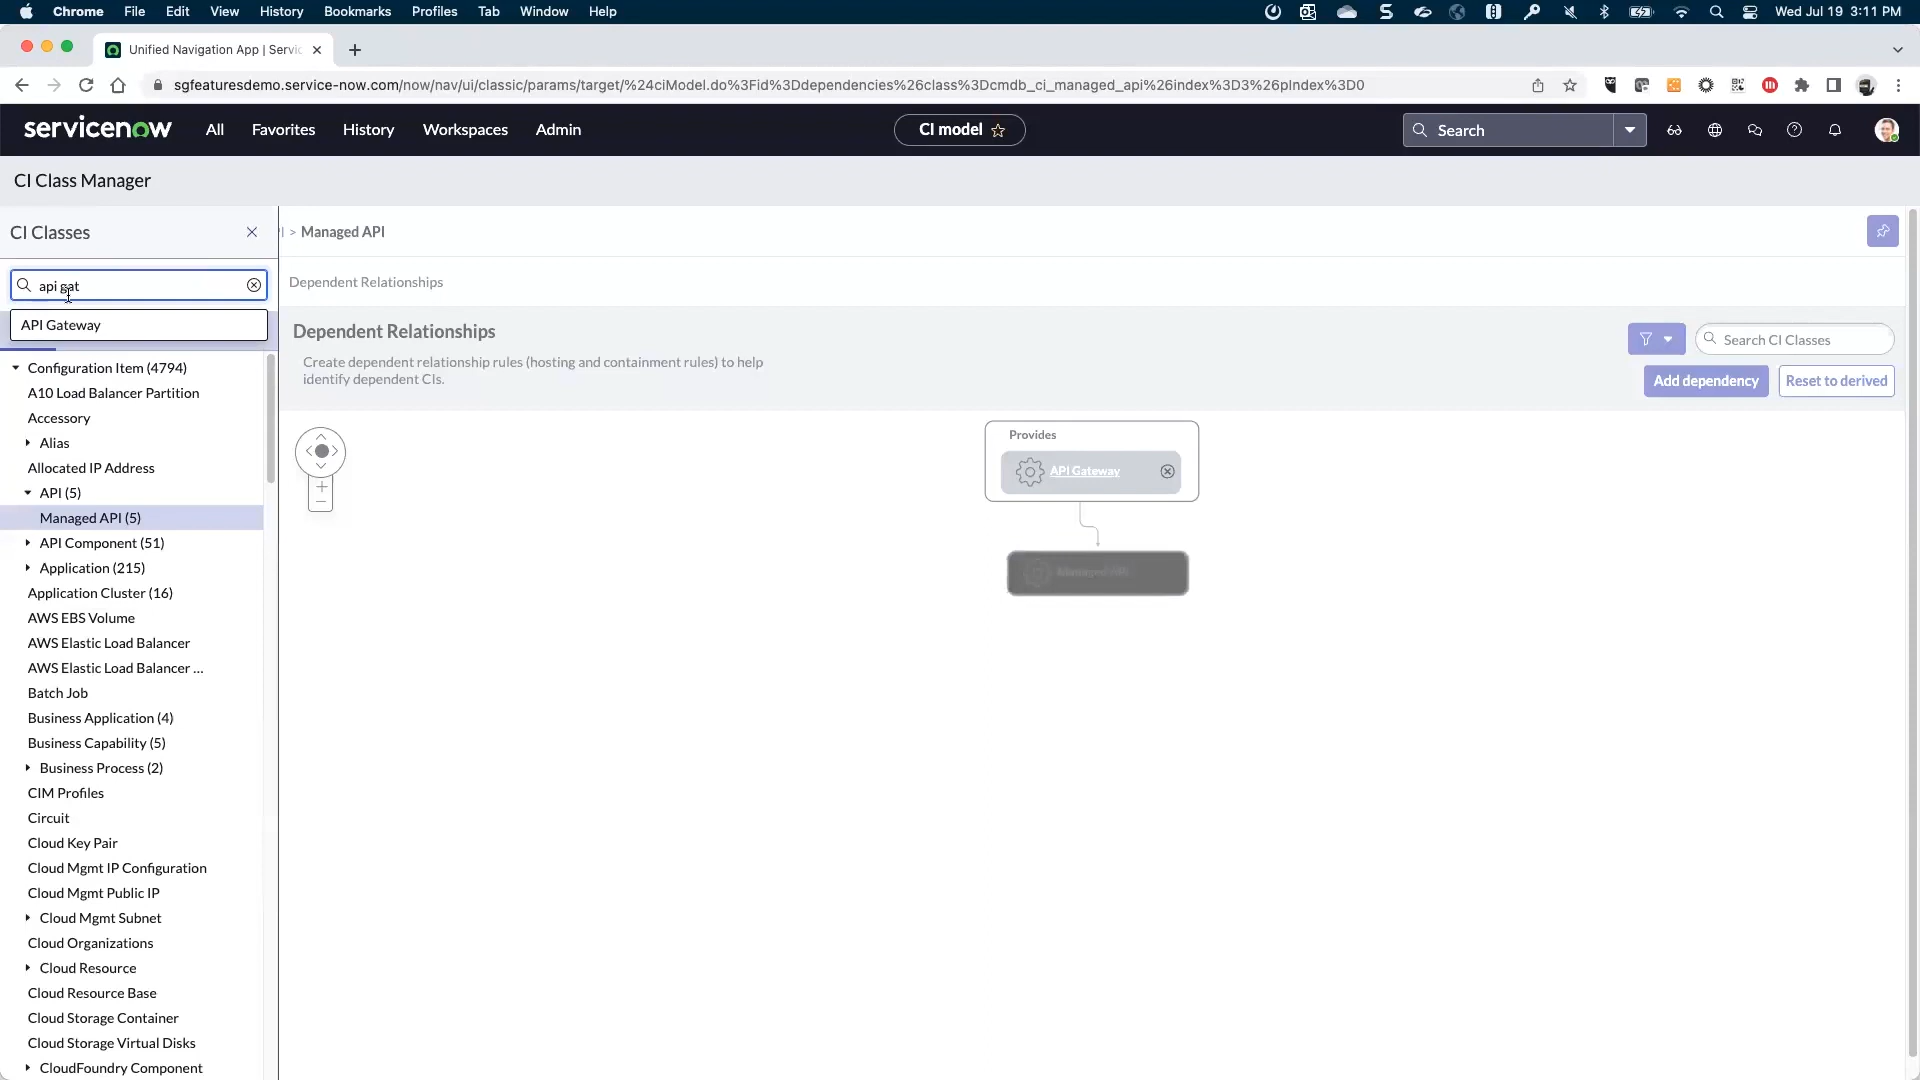 Chrome File Edit View History Bookmarks Profiles Tab Window Help Wed Jul 19 3:11 PM
Unified Navigation App | Servic
sgfeaturesdemo.service-now.com/now/nav/ui/classic/params/target/%24ciModel.do%3Fid%3Ddependencies%26class%3Dcmdb_ci_managed_api%26index%3D3%26pIndex%3D0
servicenow All Favorites History Workspaces Admin CI model Search
CI Class Manager
CI Classes
> Managed API
api gat
Dependent Relationships
API Gateway
Dependent Relationships
Search CI Classes
Create dependent relationship rules (hosting and containment rules) to help
identify dependent CIs.
Add dependency Reset to derived
Configuration Item (4794)
A10 Load Balancer Partition
Accessory
Alias
Allocated IP Address
API (5)
Managed API (5)
API Component (51)
Application (215)
Application Cluster (16)
AWS EBS Volume
AWS Elastic Load Balancer
AWS Elastic Load Balancer ...
Batch Job
Business Application (4)
Business Capability (5)
Business Process (2)
CIM Profiles
Circuit
Cloud Key Pair
Cloud Mgmt IP Configuration
Cloud Mgmt Public IP
Cloud Mgmt Subnet
Cloud Organizations
Cloud Resource
Cloud Resource Base
Cloud Storage Container
Cloud Storage Virtual Disks
CloudFoundry Component
Provides
API Gateway